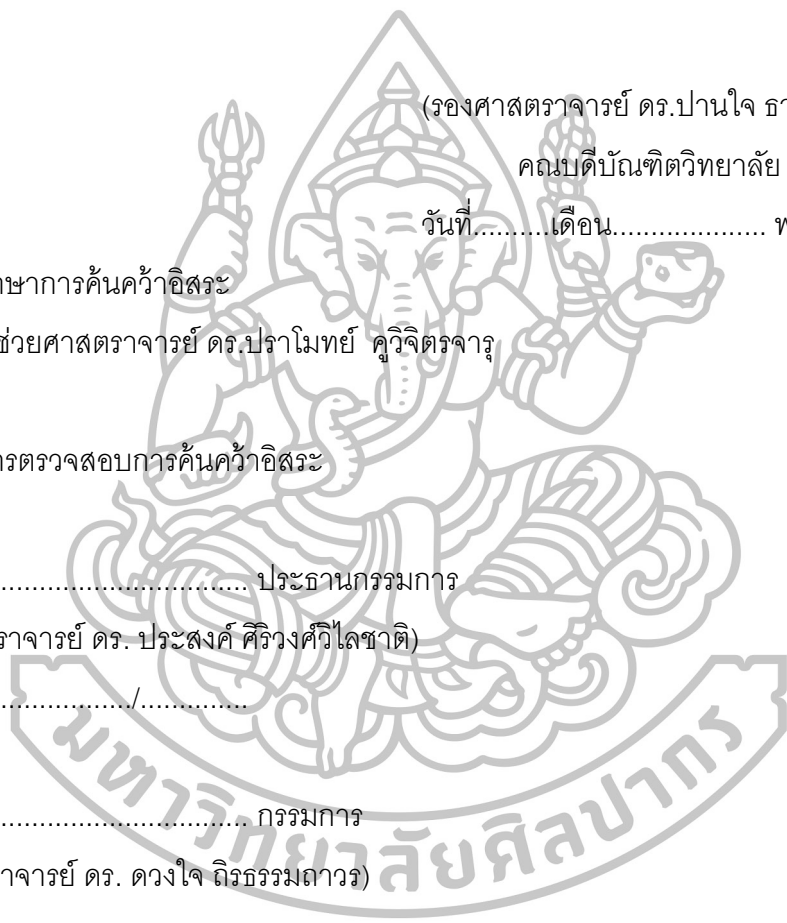 (รองศาสตราจารย์ ดร.ปานใจ
คณบดีบัณฑิตวิทยาลัย
วันที่..........เดือน....................
การค้นคว้าอิสระ
ช่วยศาสตราจารย์ ดร.ปราโมทย์ คูวิจิตรจารุ
ตรวจสอบการค้นคว้าอิสระ
................................ ประธานกรรมการ
ราจารย์ ดร. ประสงค์ ศิริวงศ์วิไลชาติ)
................./..............
................................ กรรมการ
าจารย์ ดร. ดวงใจ ถิรธรรมถาวร)
มหาวิทยาลัยศิลปากร